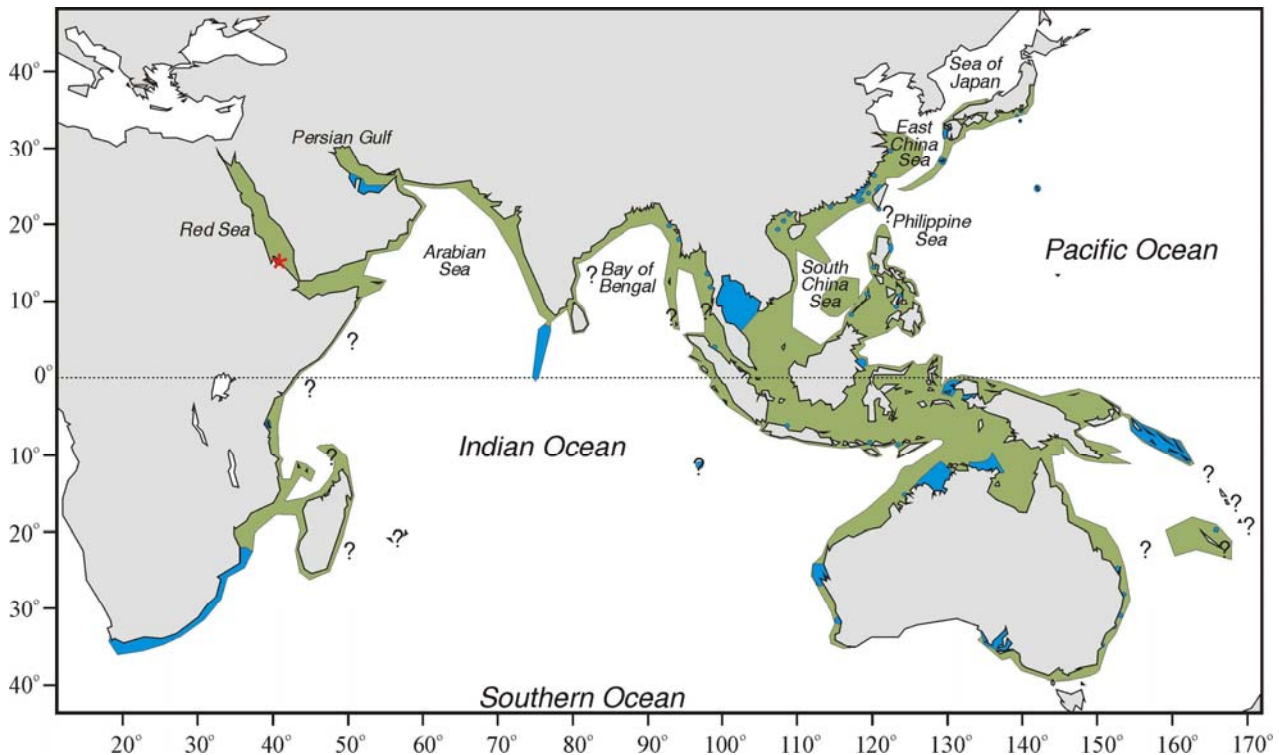 40°
30°
20°
10°
0°
10°
20°
30°
40°
Sea of
Japan
Persian Gulf
East
China
Sea
Red Sea
?
Philippine
Sea
Arabian
Sea
?
Bay of
Bengal
South
China
Sea
Pacific Ocean
?
?
?
?
Indian Ocean
?
?
?
?
?
?
?
?
?
?
Southern Ocean
20° 30° 40° 50° 60° 70° 80° 90° 100° 110° 120° 130° 140° 150° 160° 170°